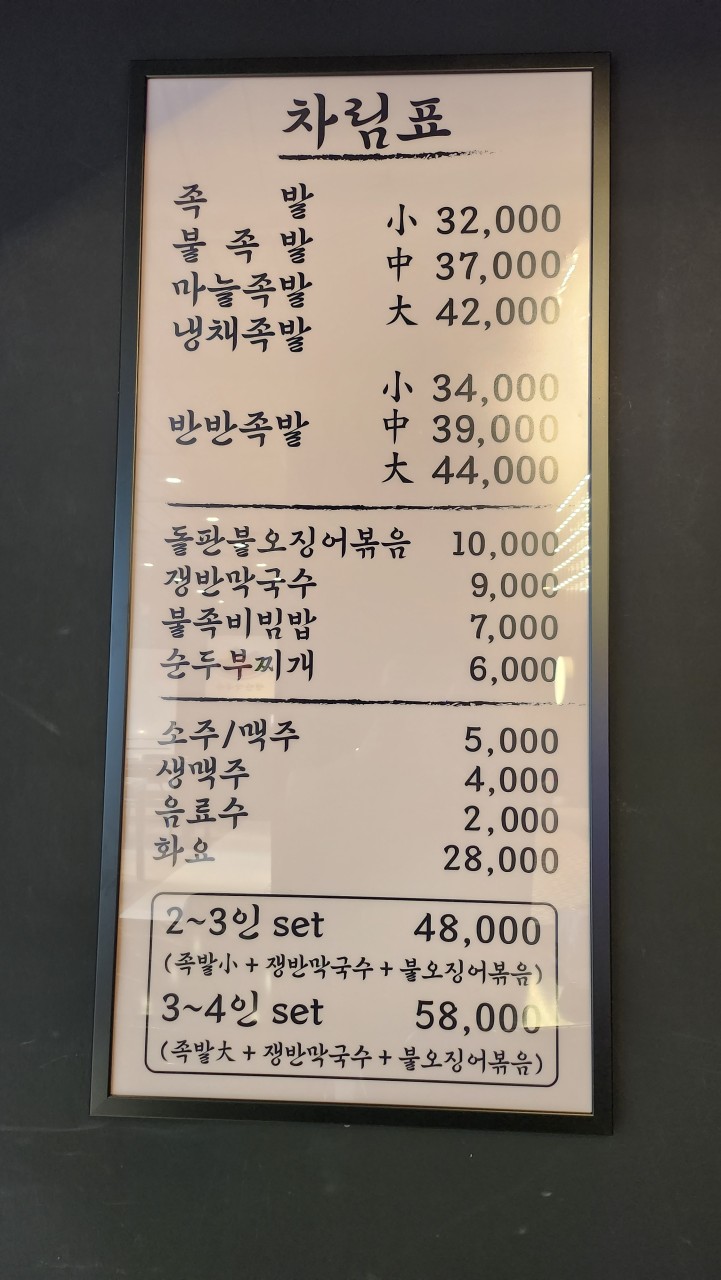 차림표
족 발
불 족 발
마늘족발
냉채족발
小 32,000
中 37,000
大 42,000
반반족발
小 34,000
中 39,000
大 44,000
돌판불오징어볶음 10,000
쟁반막국수 9,000
불족비빔밥 7,000
순두부찌개 6,000
소주/맥주 5,000
생맥주 4,000
음료수 2,000
화요 28,000
2~3인 set 48,000
(족발小 + 쟁반막국수 + 불오징어볶음)
3~4인 set 58,000
(족발大 + 쟁반막국수 + 불오징어볶음)